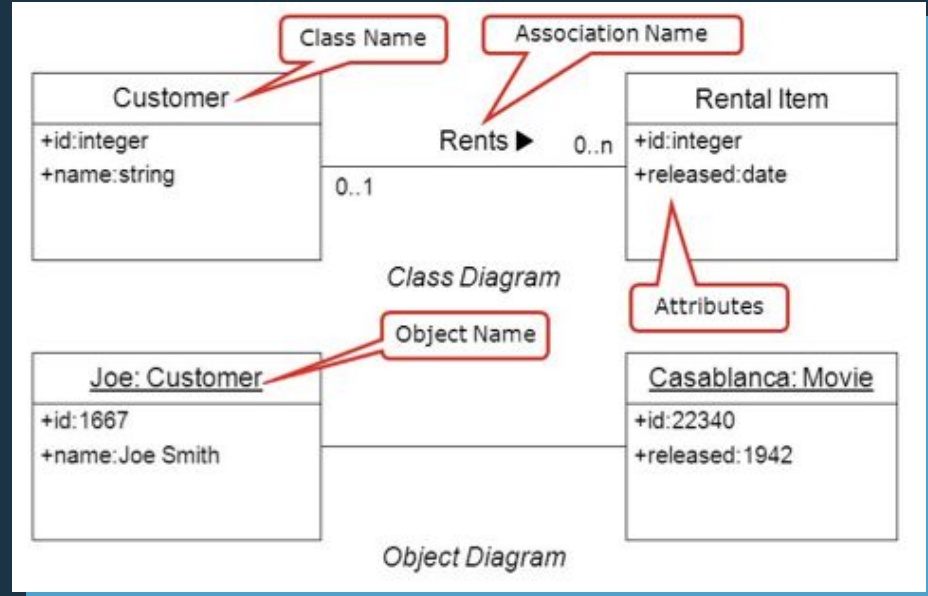 Class Name
Association Name
Customer
+id:integer
+name:string
Rents ▶
0..1
0..n
Rental Item
+id:integer
+released:date
Class Diagram
Attributes
Object Name
Joe: Customer
+id:1667
+name:Joe Smith
Casablanca: Movie
+id:22340
+released:1942
Object Diagram